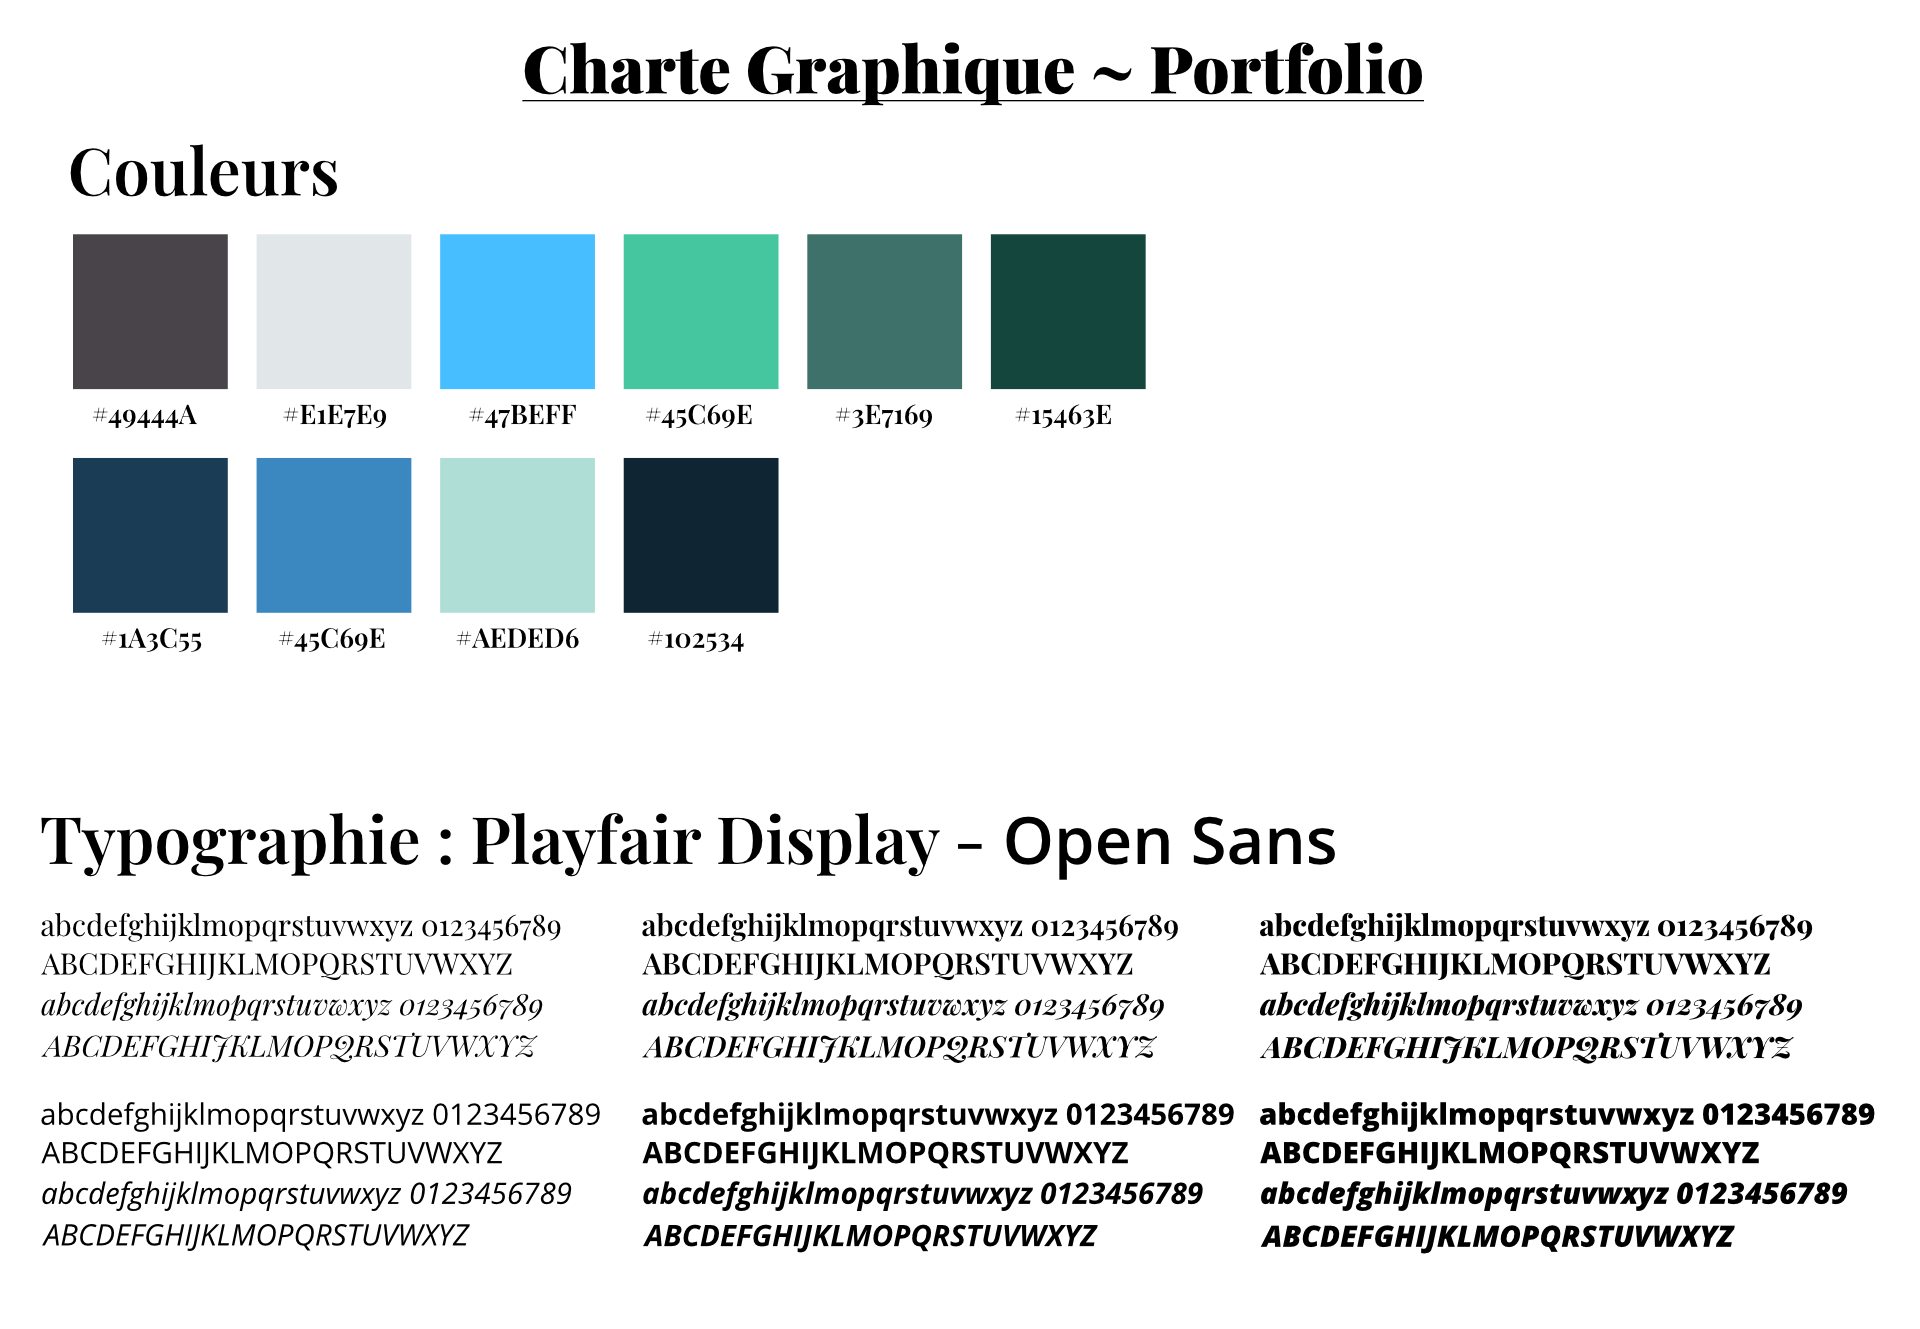 Charte Graphique ~ Portfolio
Couleurs
#49444A #E1E7E9 #47BEFF #45C69E #3E7169 #15463E
#1A3C55 #45C69E #AEDED6 #102534
Typographie : Playfair Display - Open Sans
abcdefghijklmopqrstuvwxyz 0123456789 abcdefghijklmopqrstuvwxyz 0123456789 abcdefghijklmopqrstuvwxyz 0123456789
ABCDEFGHIJKLMOPQRSTUVWXYZ ABCDEFGHIJKLMOPQRSTUVWXYZ ABCDEFGHIJKLMOPQRSTUVWXYZ
abcdefghijklmopqrstuvwxyz 0123456789 abcdefghijklmopqrstuvwxyz 0123456789 abcdefghijklmopqrstuvwxyz 0123456789
ABCDEFGHIJKLMOPQRSTUVWXYZ ABCDEFGHIJKLMOPQRSTUVWXYZ ABCDEFGHIJKLMOPQRSTUVWXYZ
abcdefghijklmopqrstuvwxyz 0123456789 abcdefghijklmopqrstuvwxyz 0123456789 abcdefghijklmopqrstuvwxyz 0123456789
ABCDEFGHIJKLMOPQRSTUVWXYZ ABCDEFGHIJKLMOPQRSTUVWXYZ ABCDEFGHIJKLMOPQRSTUVWXYZ
abcdefghijklmopqrstuvwxyz 0123456789 abcdefghijklmopqrstuvwxyz 0123456789 abcdefghijklmopqrstuvwxyz 0123456789
ABCDEFGHIJKLMOPQRSTUVWXYZ ABCDEFGHIJKLMOPQRSTUVWXYZ ABCDEFGHIJKLMOPQRSTUVWXYZ